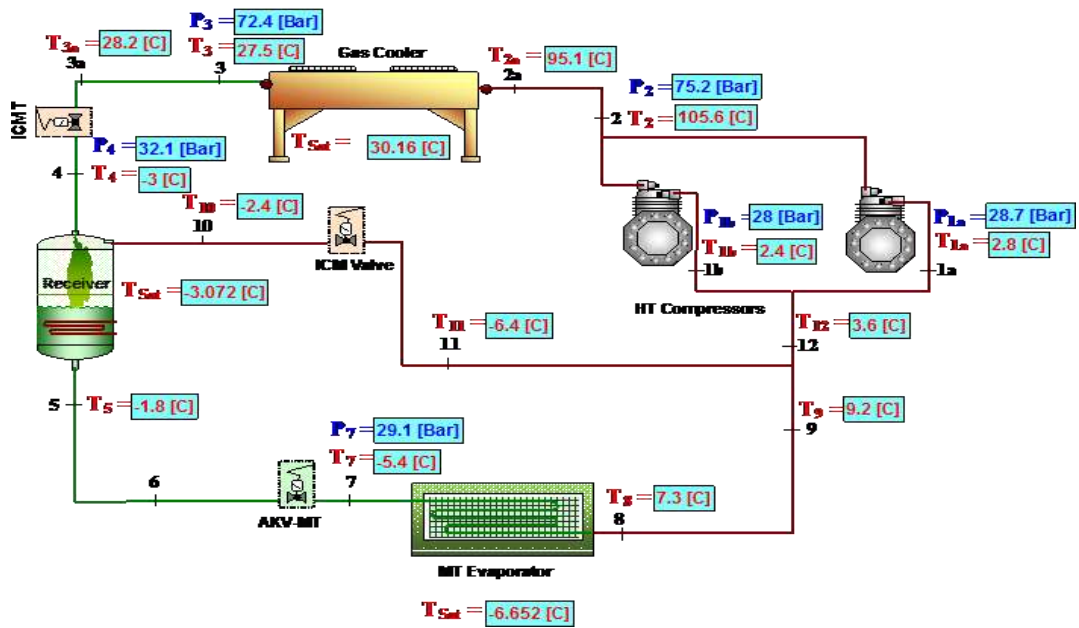 P3 = 72.4 [Bar]
T3a = 28.2 [C]
T3 = 27.5 [C]
3a
3
Gas Cooler
T2a = 95.1 [C]
2a
P2 = 75.2 [Bar]
2
T2 = 105.6 [C]
ICMT
P4 = 32.1 [Bar]
TSat = 30.16 [C]
4
T4 = -3 [C]
T10 = -2.4 [C]
10
P1b = 28 [Bar]
P1a = 28.7 [Bar]
T1b = 2.4 [C]
T1a = 2.8 [C]
ICM Valve
1b
1a
Receiver
TSat = -3.072 [C]
HT Compressors
T11 = -6.4 [C]
11
T12 = 3.6 [C]
12
5
T5 = -1.8 [C]
T9 = 9.2 [C]
9
P7 = 29.1 [Bar]
T7 = -5.4 [C]
6
7
AKV-MT
T8 = 7.3 [C]
8
MT Evaporator
TSat = -6.652 [C]